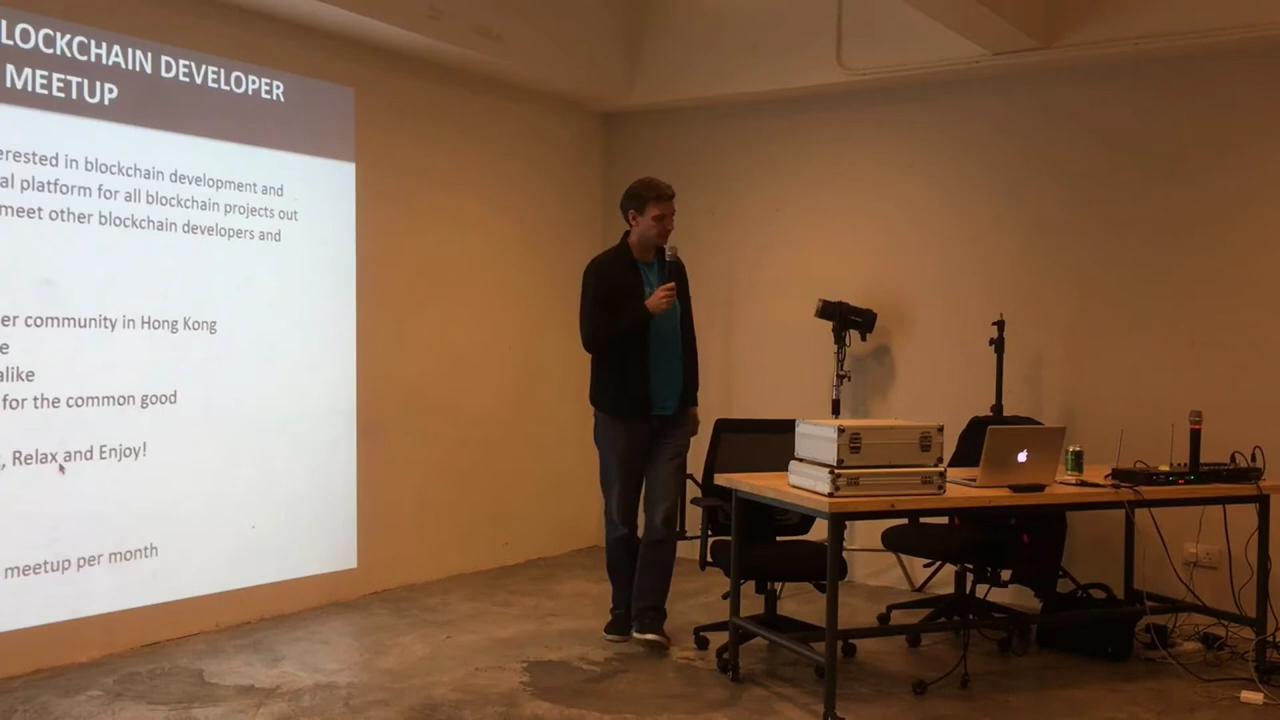 LOCKCHAIN DEVELOPER
MEETUP
erested in blockchain development and
al platform for all blockchain projects out
meet other blockchain developers and
er community in Hong Kong
e
alike
for the common good
, Relax and Enjoy!
meetup per month